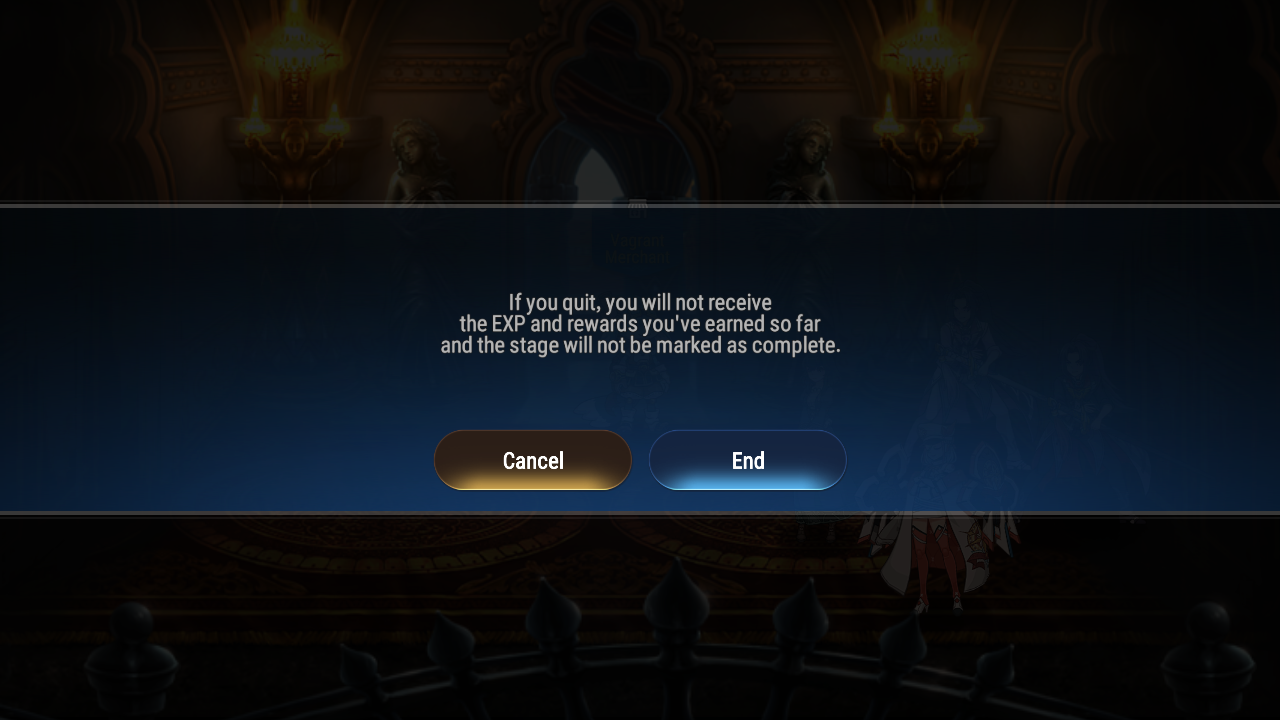 If you quit, you will not receive
the EXP and rewards you've earned so far
and the stage will not be marked as complete.
Cancel
End